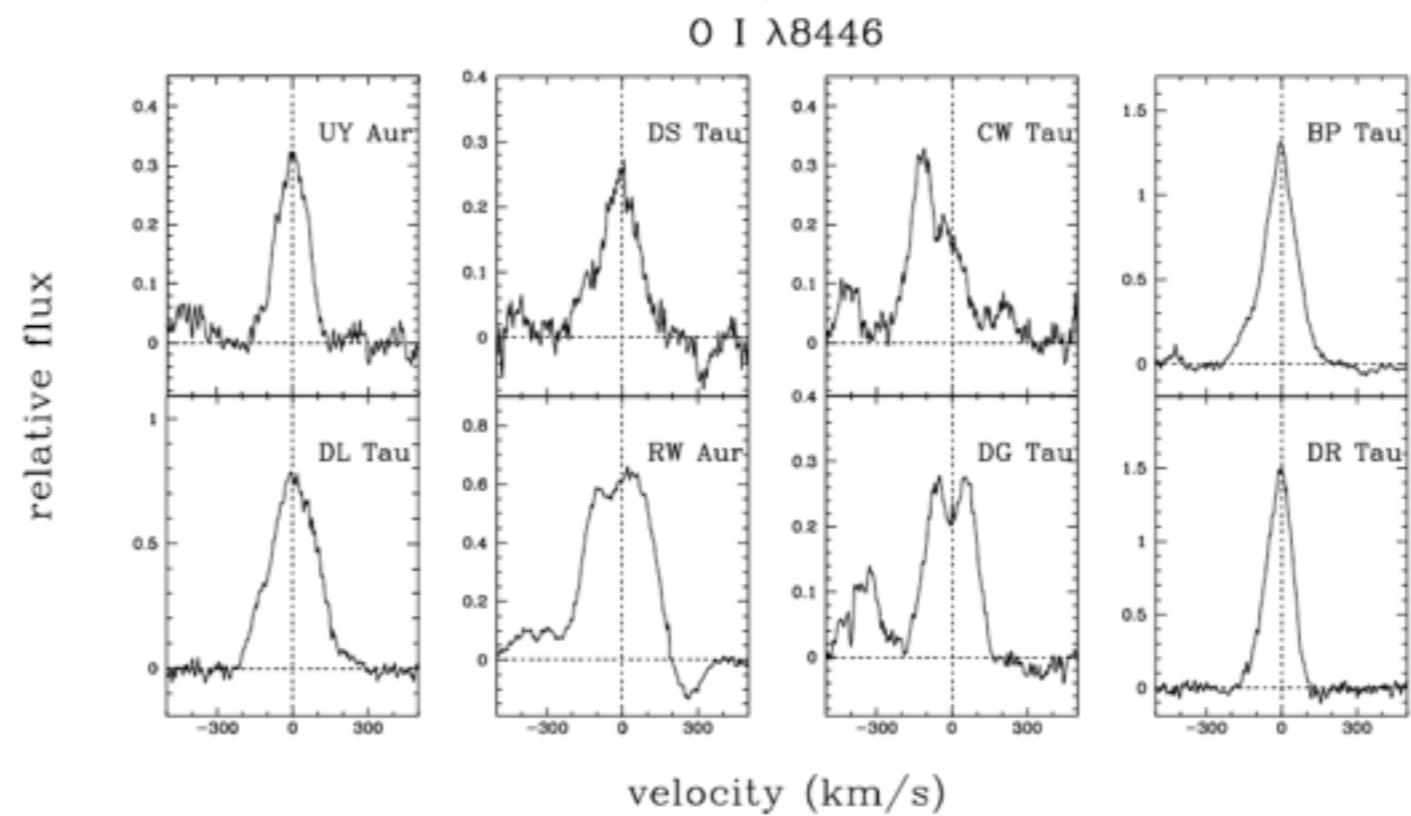 O I λ8446
0.4 0.3 0.2 0.1 0 UY Aur
0.4 0.3 0.2 0.1 0 DS Tau
0.4 0.3 0.2 0.1 0 CW Tau
1.5 1 0.5 0 BP Tau
1 0.5 0 DL Tau
0.8 0.6 0.4 0.2 0 RW Aur
0.4 0.3 0.2 0.1 0 DG Tau
1.5 1 0.5 0 DR Tau
-300 0 300 -300 0 300 -300 0 300 -300 0 300
relative flux
velocity (km/s)